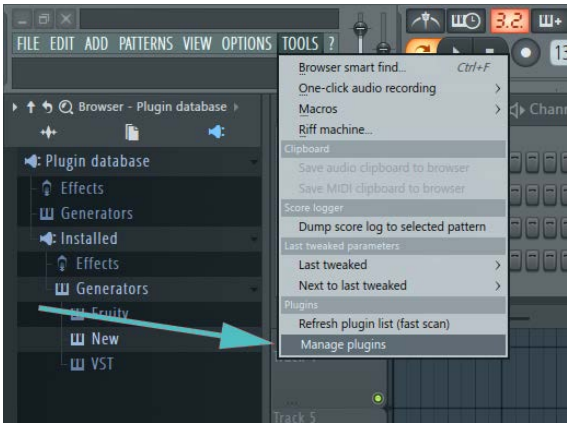 FILE EDIT ADD PATTERNS VIEW OPTIONS TOOLS ?
3.2.
13
Browser - Plugin database
Plugin database
Effects
Generators
Installed
Effects
Generators
Fruity
New
VST
Browser smart find... Ctrl+F
One-click audio recording
Macros
Riff machine...
Clipboard
Save audio clipboard to browser
Save MIDI clipboard to browser
Score logger
Dump score log to selected pattern
Last tweaked parameters
Last tweaked
Next to last tweaked
Plugins
Refresh plugin list (fast scan)
Manage plugins
Chann
Track 5